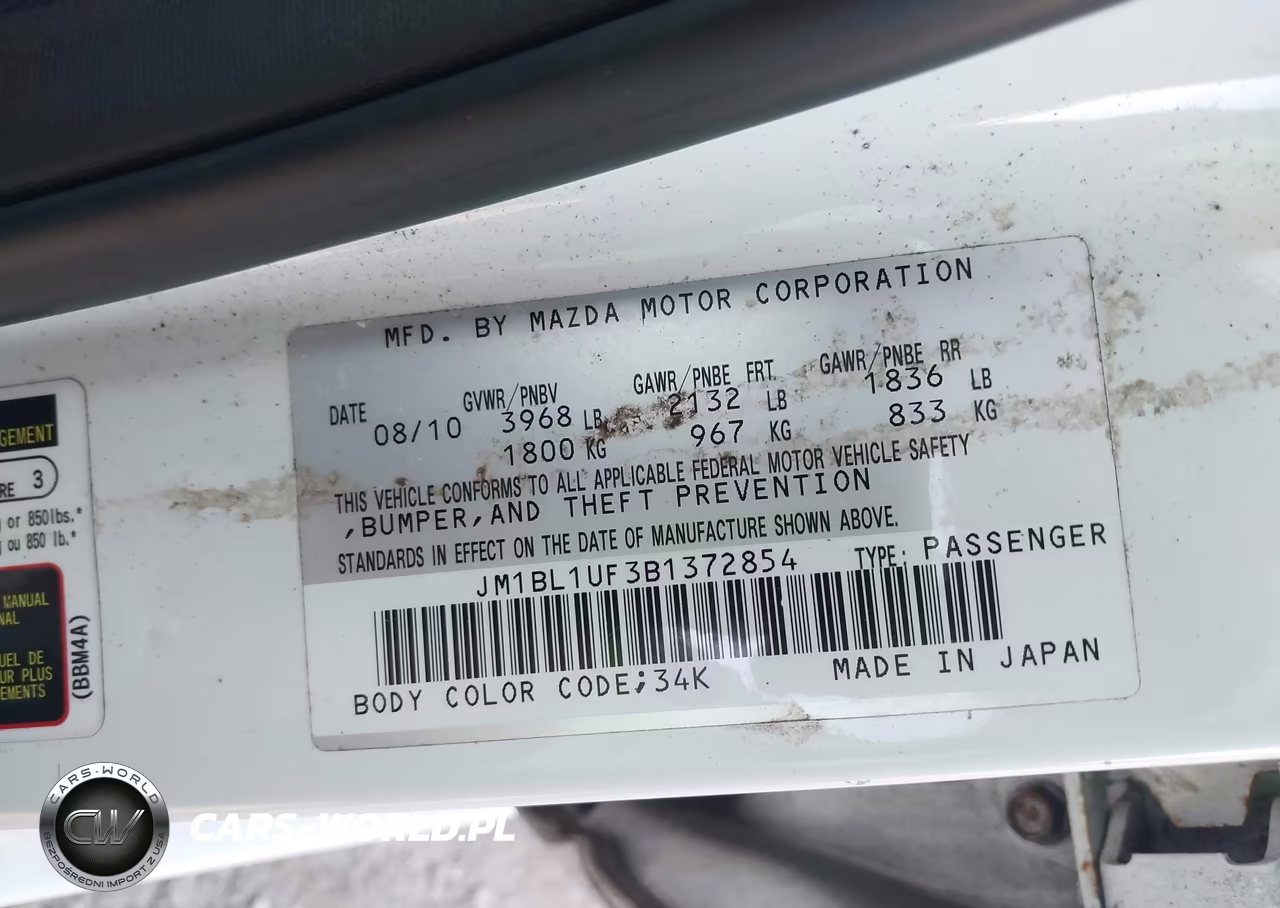 MFD. BY MAZDA MOTOR CORPORATION
DATE GVWR/PNBV GAWR/PNBE FRT GAWR/PNBE RR
08/10 3968 LB 2132 LB 1836 LB
1800 KG 967 KG 833 KG
THIS VEHICLE CONFORMS TO ALL APPLICABLE FEDERAL MOTOR VEHICLE SAFETY
,BUMPER,AND THEFT PREVENTION
STANDARDS IN EFFECT ON THE DATE OF MANUFACTURE SHOWN ABOVE.
JM1BL1UF3B1372854 TYPE: PASSENGER
BODY COLOR CODE;34K MADE IN JAPAN
GEMENT
RE 3
or 850lbs.*
ou 850 lb.*
MANUAL
NAL
UEL DE
UR PLUS
EMENTS
(BBM4A)
CARS-WORLD
CW
BEZPOŚREDNI IMPORT Z USA
CARS-WORLD.PL